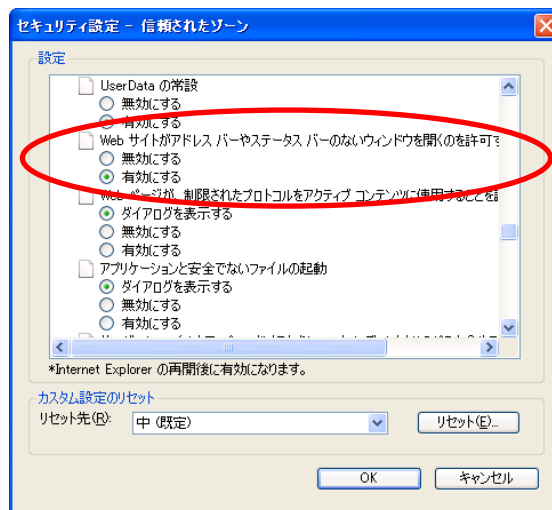 セキュリティ設定 - 信頼されたゾーン
設定
UserData の常設
無効にする
有効にする
Web サイトがアドレス バーやステータス バーのないウィンドウを開くのを許可す
無効にする
有効にする
Web ページが、制限されたプロトコルをアクティブ コンテンツに使用することを
ダイアログを表示する
無効にする
有効にする
アプリケーションと安全でないファイルの起動
ダイアログを表示する
無効にする
有効にする
*Internet Explorer の再開後に有効になります。
カスタム設定のリセット
リセット先(R):
中 (既定)
リセット(E)...
OK
キャンセル